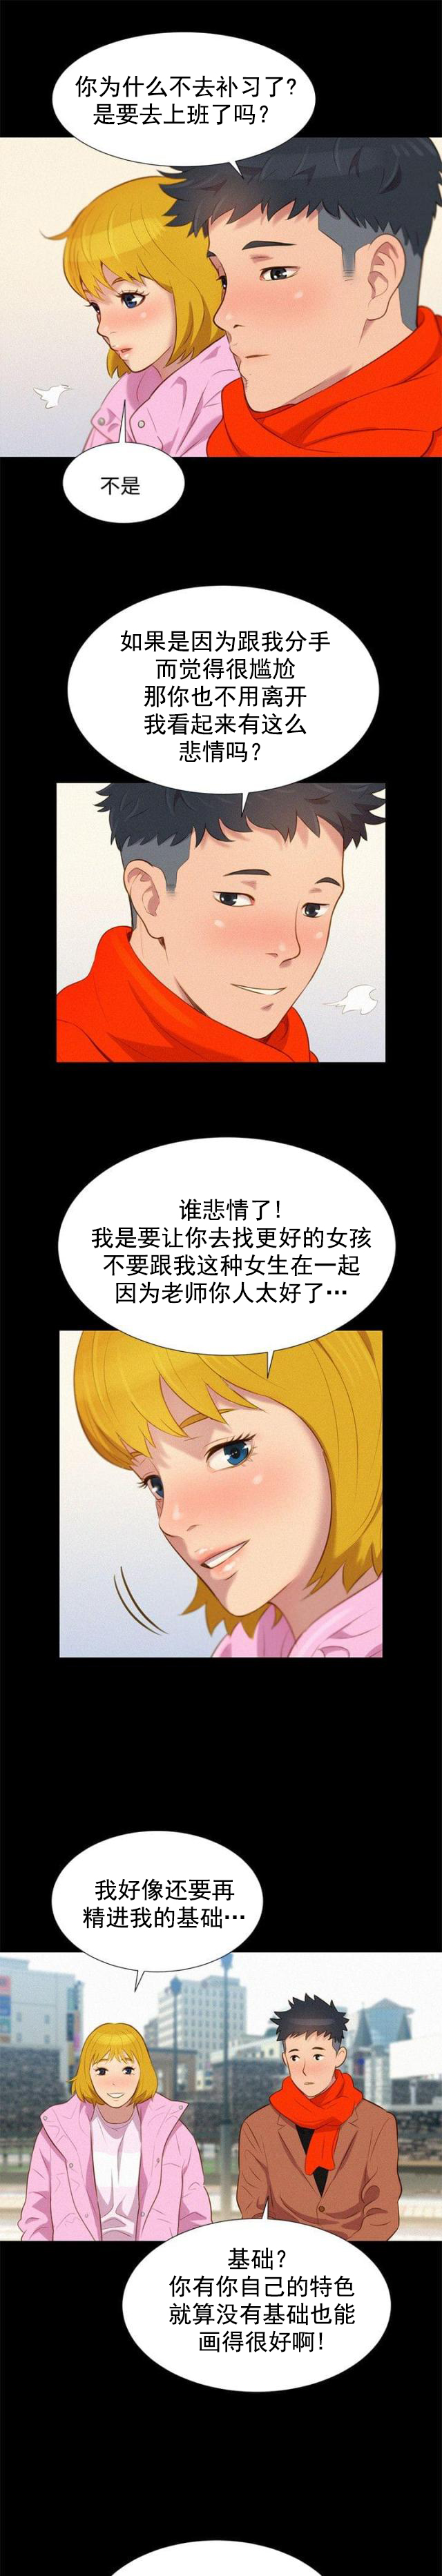 你为什么不去补习了?
是要去上班了吗?
不是
如果是因为跟我分手
而觉得很尴尬
那你也不用离开
我看起来有这么
悲情吗?
谁悲情了!
我是要让你去找更好的女孩
不要跟我这种女生在一起
因为老师你人太好了…
我好像还要再
精进我的基础…
基础?
你有你自己的特色
就算没有基础也能
画得很好啊!